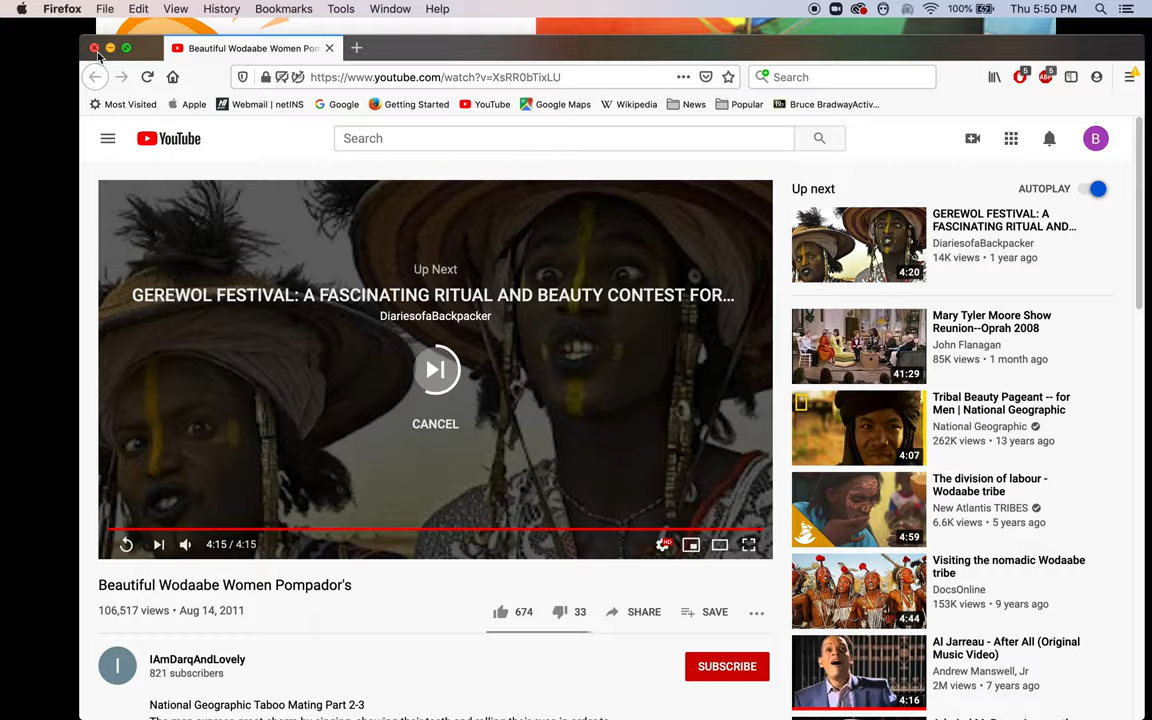 Firefox File Edit View History Bookmarks Tools Window Help 100% Thu 5:50 PM
Beautiful Wodaabe Women Pom
https://www.youtube.com/watch?v=XsRR0bTixLU Search 5 5
Most Visited Apple Webmail | netINS Google Getting Started YouTube Google Maps Wikipedia News Popular Bruce BradwayActiv...
YouTube Search B
Up next AUTOPLAY
Up Next
GEREWOL FESTIVAL: A FASCINATING RITUAL AND BEAUTY CONTEST FOR...
DiariesofaBackpacker
CANCEL
4:15 / 4:15 HD
GEREWOL FESTIVAL: A
FASCINATING RITUAL AND...
DiariesofaBackpacker
14K views • 1 year ago
4:20
Mary Tyler Moore Show
Reunion--Oprah 2008
John Flanagan
85K views • 1 month ago
41:29
Tribal Beauty Pageant -- for
Men | National Geographic
National Geographic
262K views • 13 years ago
4:07
The division of labour -
Wodaabe tribe
New Atlantis TRIBES
6.6K views • 5 years ago
4:59
Visiting the nomadic Wodaabe
tribe
DocsOnline
153K views • 9 years ago
4:44
Al Jarreau - After All (Original
Music Video)
Andrew Manswell, Jr
2M views • 7 years ago
4:16
Beautiful Wodaabe Women Pompador's
106,517 views • Aug 14, 2011 674 33 SHARE SAVE
I IAmDarqAndLovely
821 subscribers
SUBSCRIBE
National Geographic Taboo Mating Part 2-3